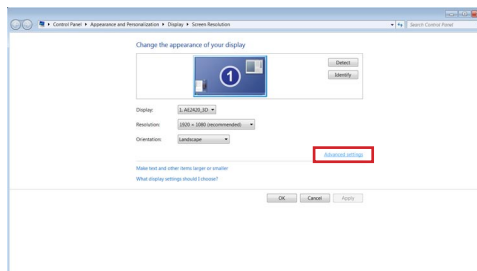 Control Panel ▸ Appearance and Personalization ▸ Display ▸ Screen Resolution
Search Control Panel
Change the appearance of your display
1
Detect
Identify
Display: 1. AE2420_3D
Resolution: 1920 × 1080 (recommended)
Orientation: Landscape
Advanced settings
Make text and other items larger or smaller
What display settings should I choose?
OK Cancel Apply